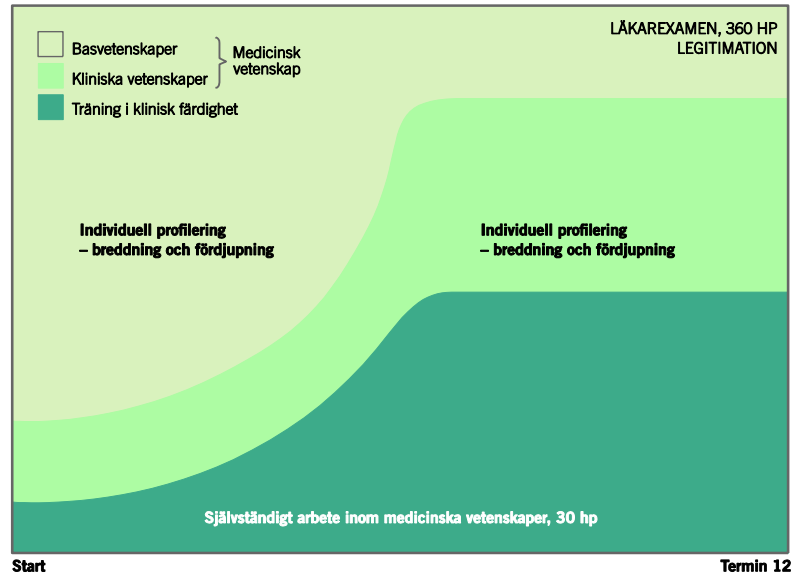 LÄKAREXAMEN, 360 HP
LEGITIMATION
Basvetenskaper
Kliniska vetenskaper
Medicinsk
vetenskap
Träning i klinisk färdighet
Individuell profilering
– breddning och fördjupning
Individuell profilering
– breddning och fördjupning
Självständigt arbete inom medicinska vetenskaper, 30 hp
Start
Termin 12